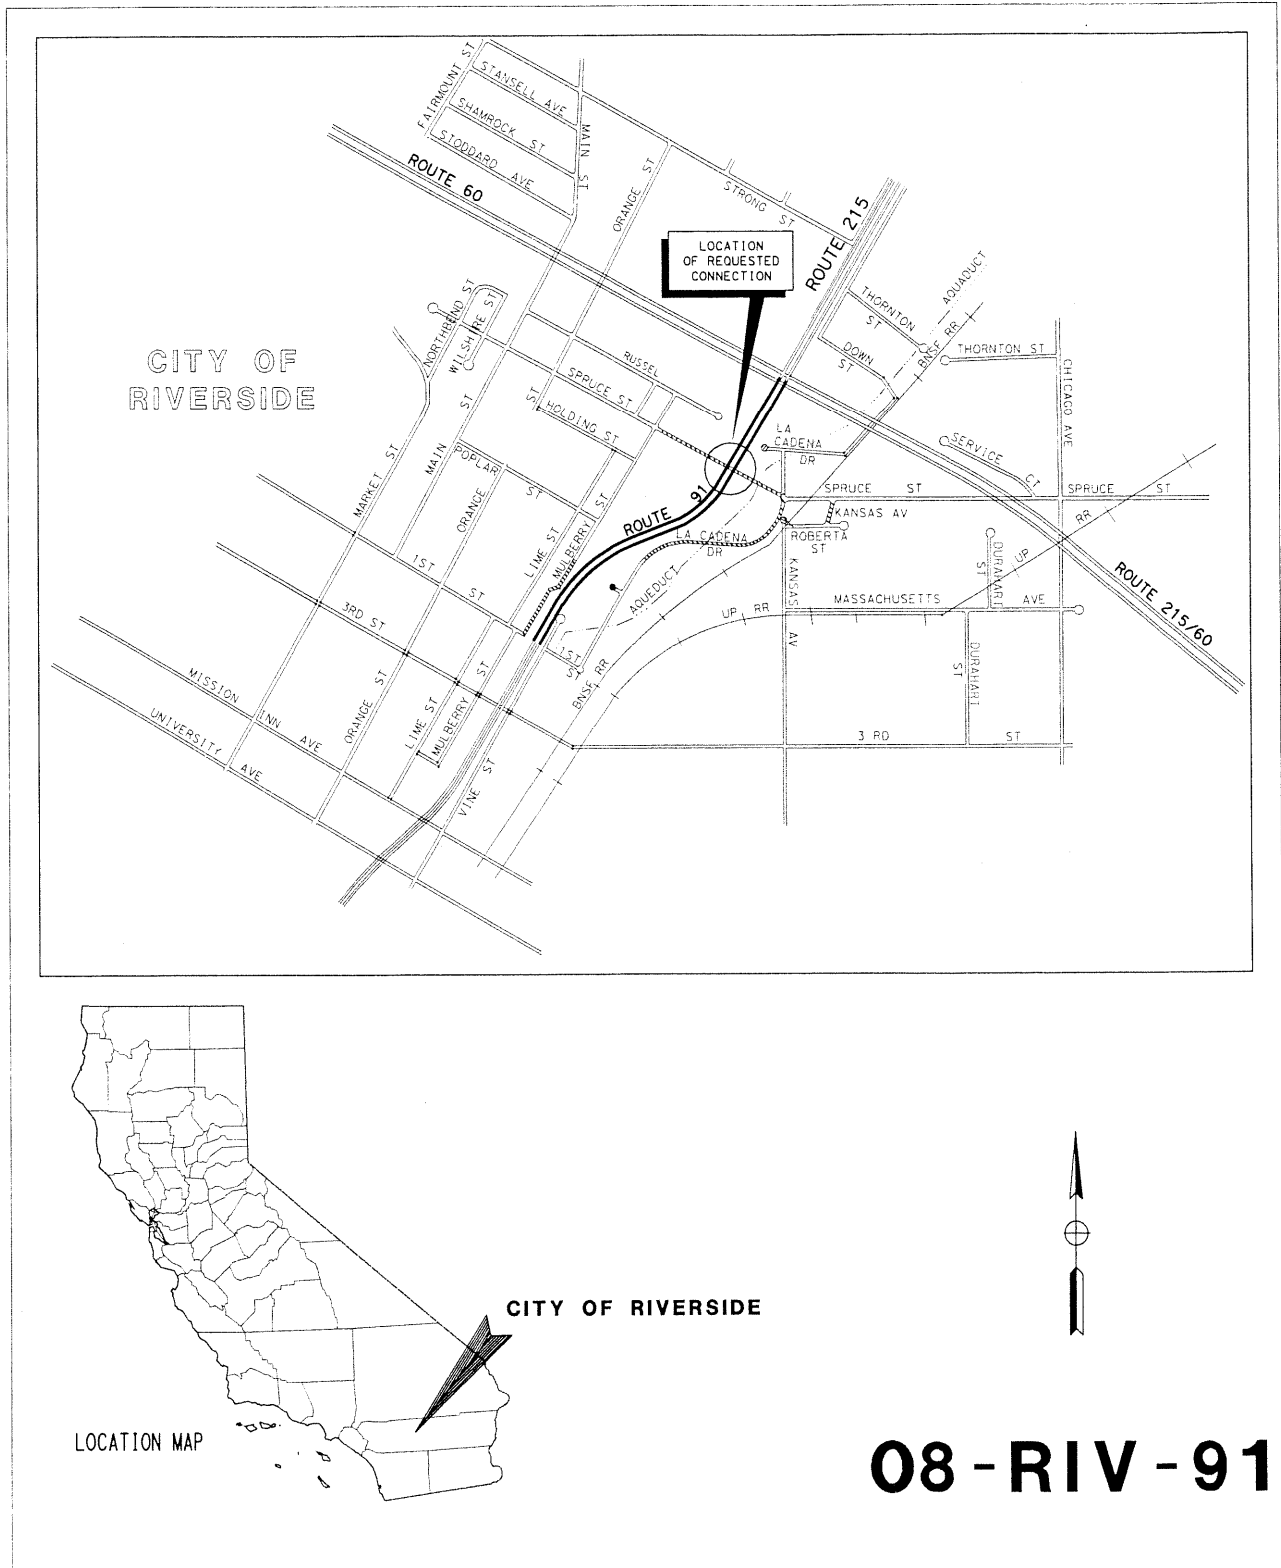 FAIRMOUNT ST
STANSELL AVE
SHAMROCK ST
STODDARD AVE
MAIN ST
ROUTE 60
ORANGE ST
STRONG ST
ROUTE 215
LOCATION
OF REQUESTED
CONNECTION
AQUADUCT
BNSF RR
THORNTON
ST
DOWN
ST
THORNTON ST
CHICAGO AVE
CITY OF
RIVERSIDE
NORTHBEND ST
WILSHIRE ST
RUSSEL
SPRUCE ST
ST
HOLDING ST
LA
CADENA
DR
SERVICE CT
MARKET ST
MAIN ST
POPLAR ST
ORANGE
LIME ST
MULBERRY ST
ROUTE 91
SPRUCE ST
SPRUCE ST
KANSAS AV
ROBERTA
ST
LA CADENA
DR
UP RR
DURAHART
ST
ROUTE 215/60
1ST ST
AQUEDUCT
KANSAS AV
MASSACHUSETTS AVE
UP RR
3RD ST
1ST
ST
BNSF RR
DURAHART
ST
MISSION INN AVE
UNIVERSITY AVE
ORANGE ST
LIME ST
MULBERRY ST
VINE ST
3 RD ST
CITY OF RIVERSIDE
LOCATION MAP
08-RIV-91